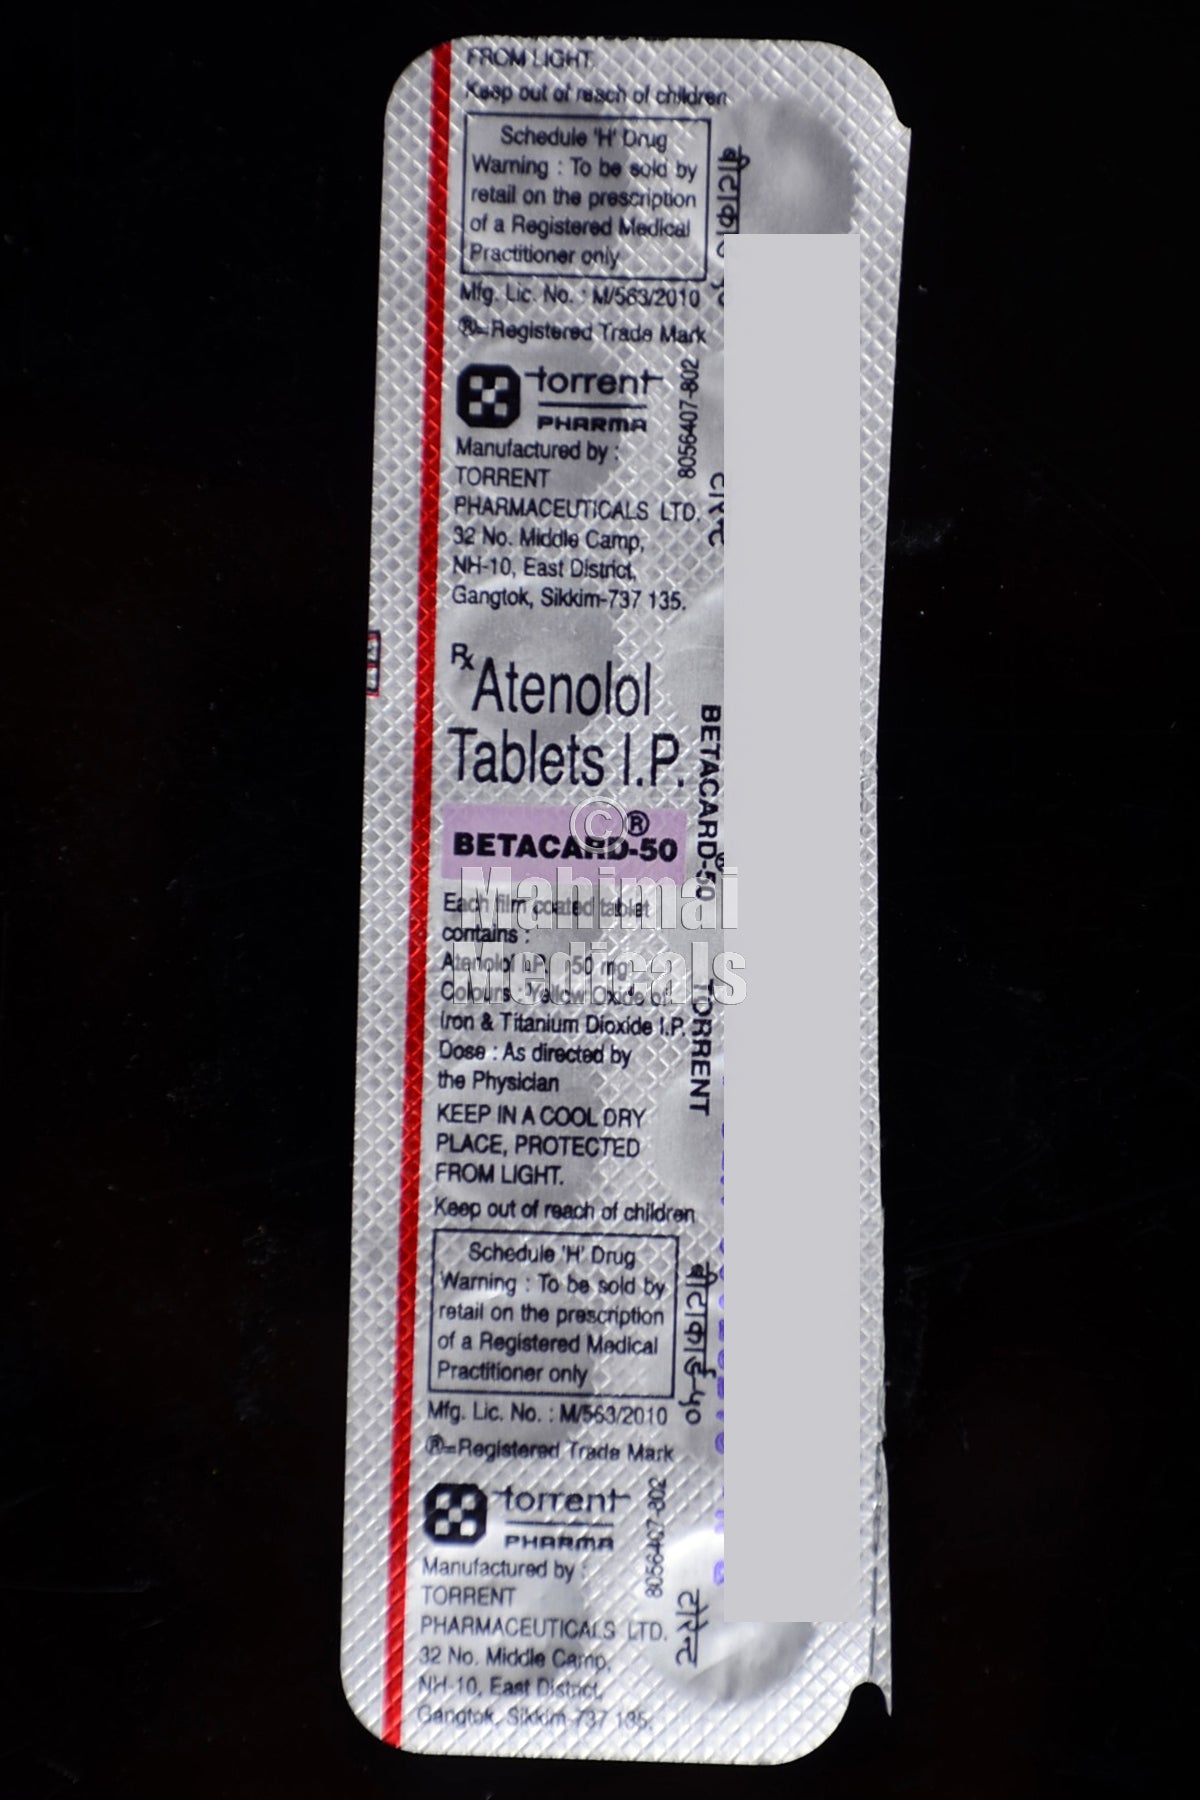 FROM LIGHT.
Keep out of reach of children
Schedule 'H' Drug
Warning : To be sold by
retail on the prescription
of a Registered Medical
Practitioner only
Mfg. Lic. No. : M/563/2010
®=Registered Trade Mark
torrent
PHARMA
Manufactured by :
TORRENT
PHARMACEUTICALS LTD.
32 No. Middle Camp,
NH-10, East District,
Gangtok, Sikkim-737 135.
8056407-802
Rx Atenolol
Tablets I.P.
BETACARD®-50
Each film coated tablet
contains :
Atenolol I.P. 50 mg
Colours : Yellow Oxide of
Iron & Titanium Dioxide I.P.
Dose : As directed by
the Physician
KEEP IN A COOL DRY
PLACE, PROTECTED
FROM LIGHT.
Keep out of reach of children
Schedule 'H' Drug
Warning : To be sold by
retail on the prescription
of a Registered Medical
Practitioner only
Mfg. Lic. No. : M/563/2010
®=Registered Trade Mark
torrent
PHARMA
Manufactured by :
TORRENT
PHARMACEUTICALS LTD.
32 No. Middle Camp,
NH-10, East District,
Gangtok, Sikkim-737 135.
8056407-802
BETACARD®-50
TORRENT
बीटाकार्ड ५०
टोरेन्ट
© Mahimai
Medicals